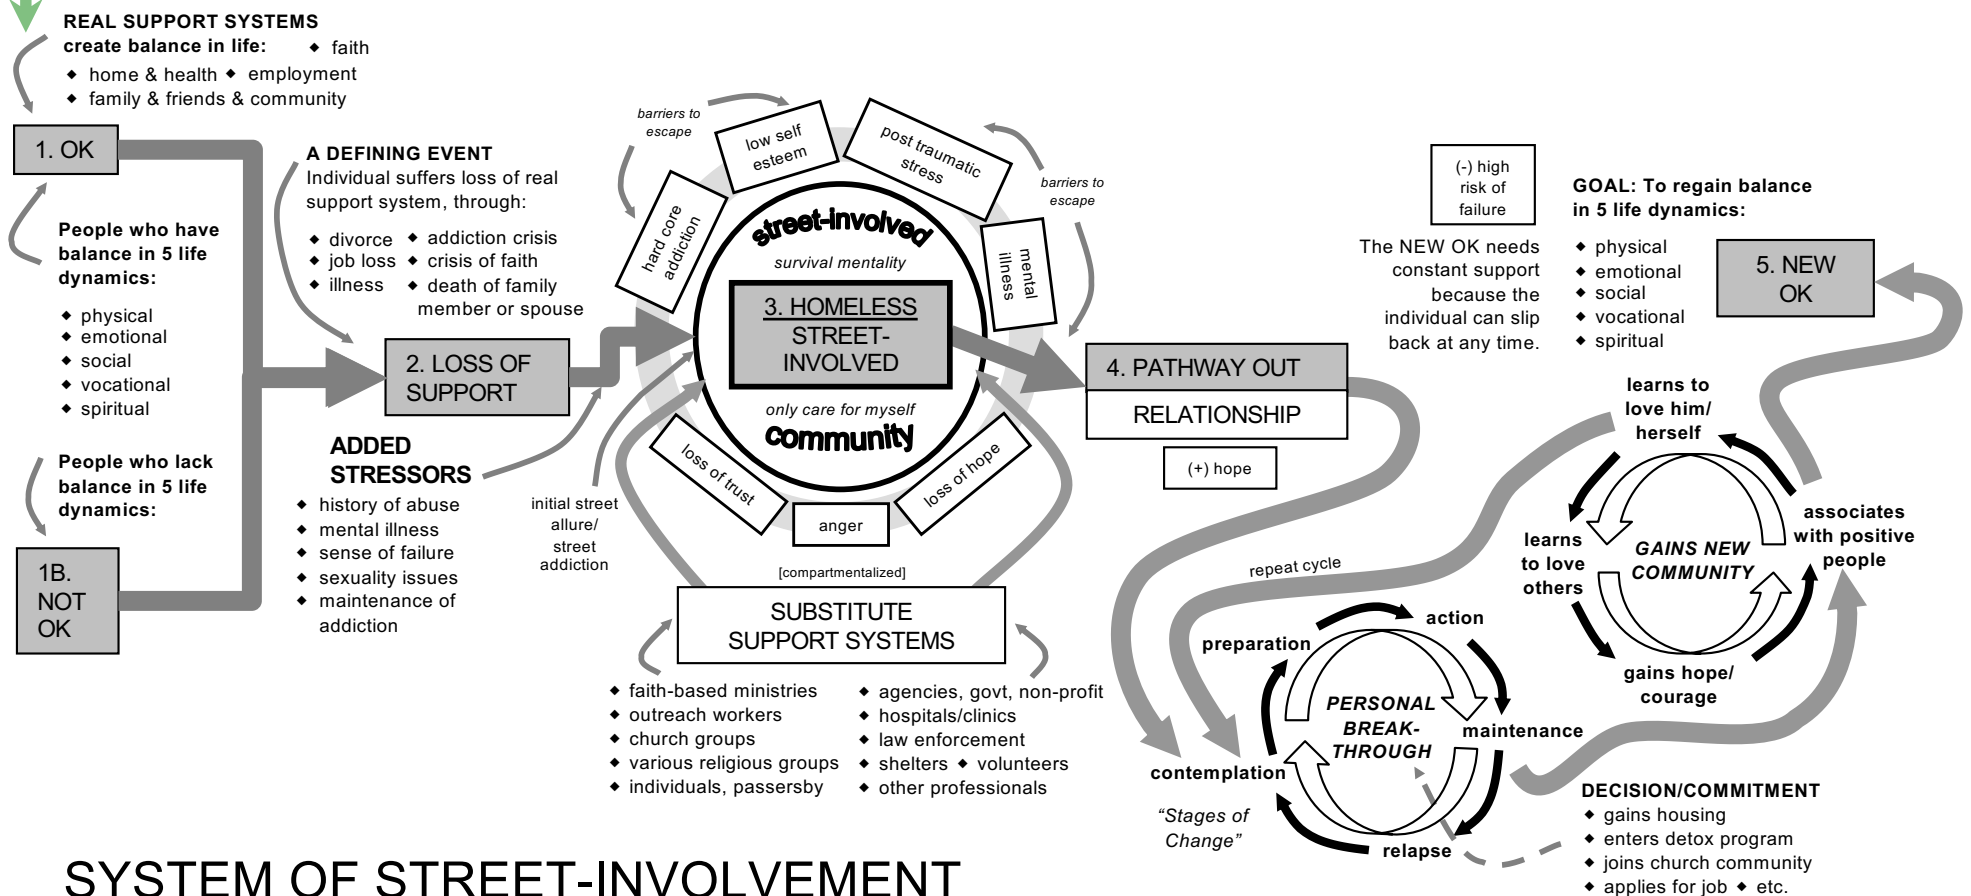 REAL SUPPORT SYSTEMS
create balance in life: ◆ faith
◆ home & health ◆ employment
◆ family & friends & community
1. OK
People who have
balance in 5 life
dynamics:
◆ physical
◆ emotional
◆ social
◆ vocational
◆ spiritual
People who lack
balance in 5 life
dynamics:
1B.
NOT
OK
A DEFINING EVENT
Individual suffers loss of real
support system, through:
◆ divorce ◆ addiction crisis
◆ job loss ◆ crisis of faith
◆ illness ◆ death of family
member or spouse
2. LOSS OF
SUPPORT
ADDED
STRESSORS
◆ history of abuse
◆ mental illness
◆ sense of failure
◆ sexuality issues
◆ maintenance of
addiction
initial street
allure/
street
addiction
barriers to
escape
hard core
addiction
low self
esteem
post traumatic
stress
mental
illness
barriers to
escape
street-involved
survival mentality
3. HOMELESS
STREET-
INVOLVED
only care for myself
community
loss of trust
anger
loss of hope
[compartmentalized]
SUBSTITUTE
SUPPORT SYSTEMS
◆ faith-based ministries
◆ outreach workers
◆ church groups
◆ various religious groups
◆ individuals, passersby
◆ agencies, govt, non-profit
◆ hospitals/clinics
◆ law enforcement
◆ shelters ◆ volunteers
◆ other professionals
4. PATHWAY OUT
RELATIONSHIP
(+) hope
(-) high
risk of
failure
The NEW OK needs
constant support
because the
individual can slip
back at any time.
GOAL: To regain balance
in 5 life dynamics:
◆ physical
◆ emotional
◆ social
◆ vocational
◆ spiritual
5. NEW
OK
learns to
love him/
herself
associates
with positive
people
learns
to love
others
GAINS NEW
COMMUNITY
gains hope/
courage
repeat cycle
action
preparation
PERSONAL
BREAK-
THROUGH
maintenance
contemplation
relapse
"Stages of
Change"
DECISION/COMMITMENT
◆ gains housing
◆ enters detox program
◆ joins church community
◆ applies for job ◆ etc.
SYSTEM OF STREET-INVOLVEMENT